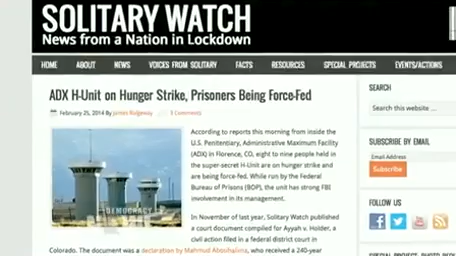 SOLITARY WATCH
News from a Nation in Lockdown
HOME ABOUT NEWS VOICES FROM SOLITARY FACTS RESOURCES SPECIAL PROJECTS EVENTS/ACTIONS
ADX H-Unit on Hunger Strike, Prisoners Being Force-Fed
February 25, 2014 By James Ridgeway 9 Comments
According to reports this morning from inside the
U.S. Penitentiary, Administrative Maximum Facility
(ADX) in Florence, CO, eight to nine people held in
the super-secret H-Unit are on hunger strike and
are being force-fed. While run by the Federal
Bureau of Prisons (BOP), the unit has strong FBI
involvement in its management.
DEMOCRACY
In November of last year, Solitary Watch published
a court document compiled for Ayyah v. Holder, a
civil action filed in a federal district court in
Colorado. The document was a declaration by Mahmud Abouhalima, who received a 240-year
SEARCH
Search this website ...
SUBSCRIBE BY EMAIL
Email Address
Subscribe
FOLLOW US